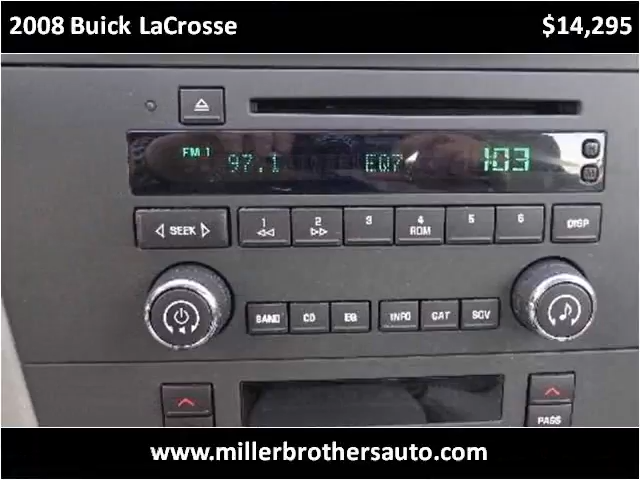 2008 Buick LaCrosse $14,295
FM 1
97.1 EQ7 103
SEEK 1 2 3 4 5 6 DISP
RDM
BAND CD EQ INFO CAT SCV
PASS
www.millerbrothersauto.com